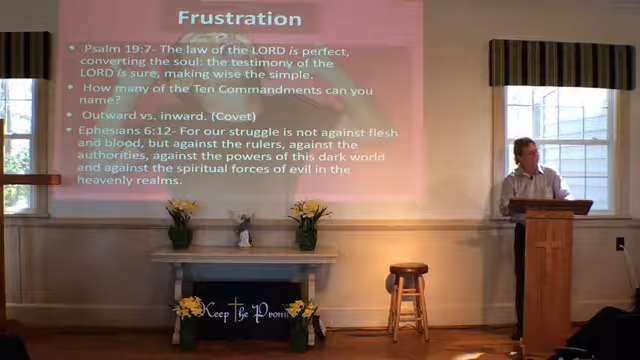 Frustration
• Psalm 19:7- The law of the LORD is perfect,
converting the soul: the testimony of the
LORD is sure, making wise the simple.
• How many of the Ten Commandments can you
name?
• Outward vs. inward. (Covet)
• Ephesians 6:12- For our struggle is not against flesh
and blood, but against the rulers, against the
authorities, against the powers of this dark world
and against the spiritual forces of evil in the
heavenly realms.
Keep the